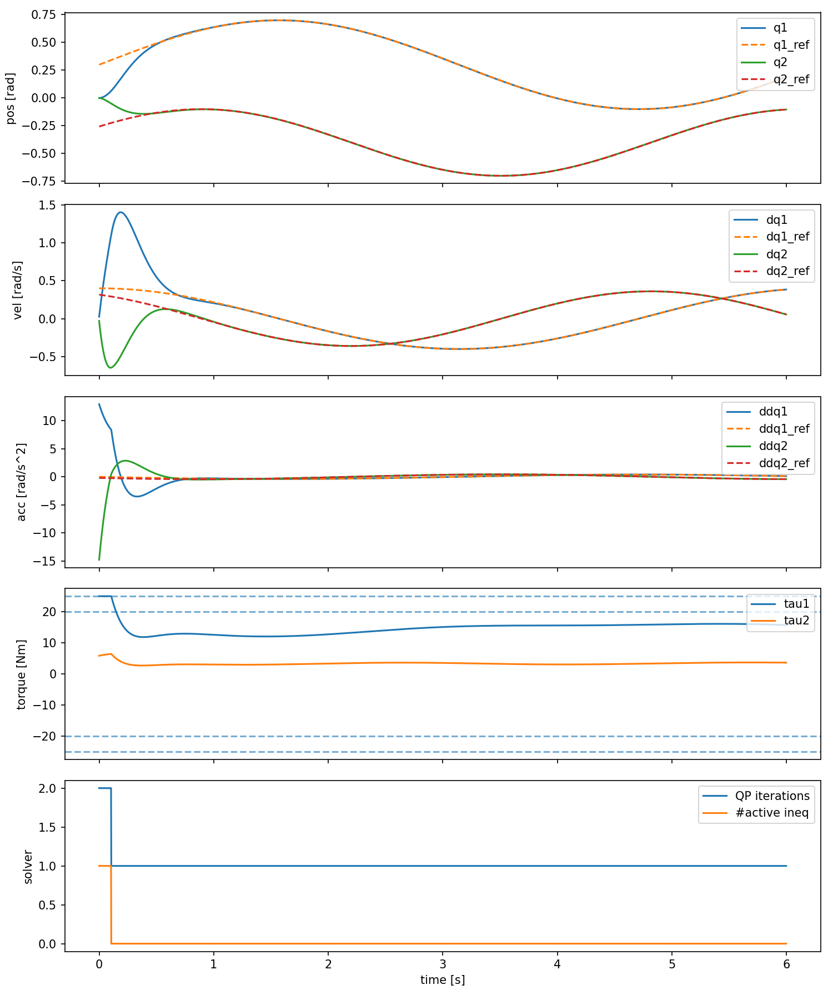 0.75
0.50
0.25
0.00
−0.25
−0.50
−0.75
pos [rad]
q1
q1_ref
q2
q2_ref
1.5
1.0
0.5
0.0
−0.5
vel [rad/s]
dq1
dq1_ref
dq2
dq2_ref
10
5
0
−5
−10
−15
acc [rad/s^2]
ddq1
ddq1_ref
ddq2
ddq2_ref
20
10
0
−10
−20
torque [Nm]
tau1
tau2
2.0
1.5
1.0
0.5
0.0
solver
QP iterations
#active ineq
0 1 2 3 4 5 6
time [s]